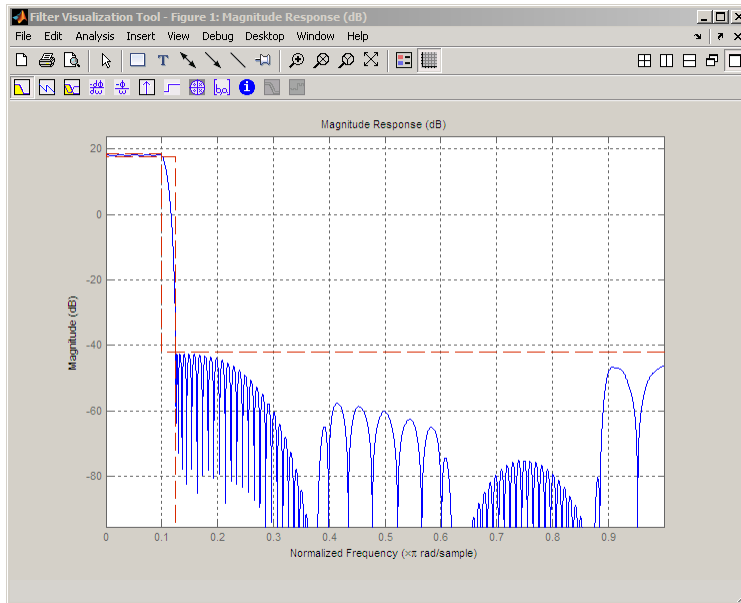 Filter Visualization Tool - Figure 1: Magnitude Response (dB)
File Edit Analysis Insert View Debug Desktop Window Help
Magnitude Response (dB)
20
0
-20
-40
-60
-80
Magnitude (dB)
0 0.1 0.2 0.3 0.4 0.5 0.6 0.7 0.8 0.9
Normalized Frequency (×π rad/sample)